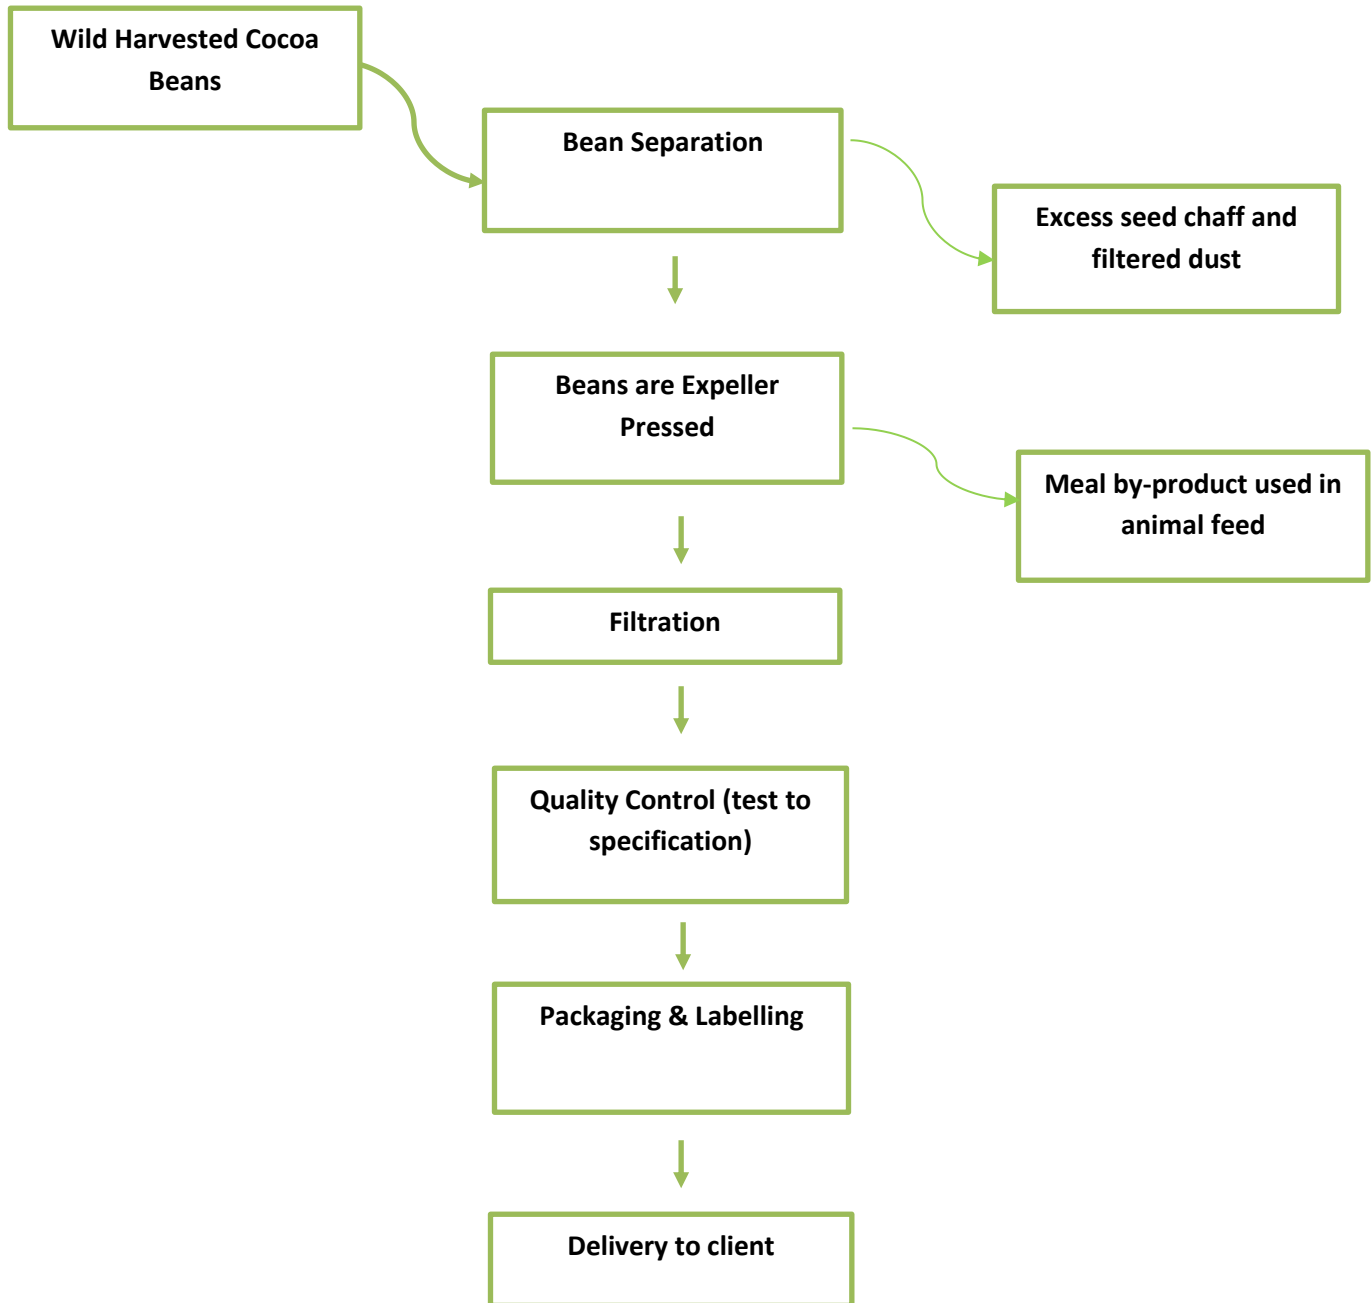 Wild Harvested Cocoa
Beans
Bean Separation
Excess seed chaff and
filtered dust
Beans are Expeller
Pressed
Meal by-product used in
animal feed
Filtration
Quality Control (test to
specification)
Packaging & Labelling
Delivery to client